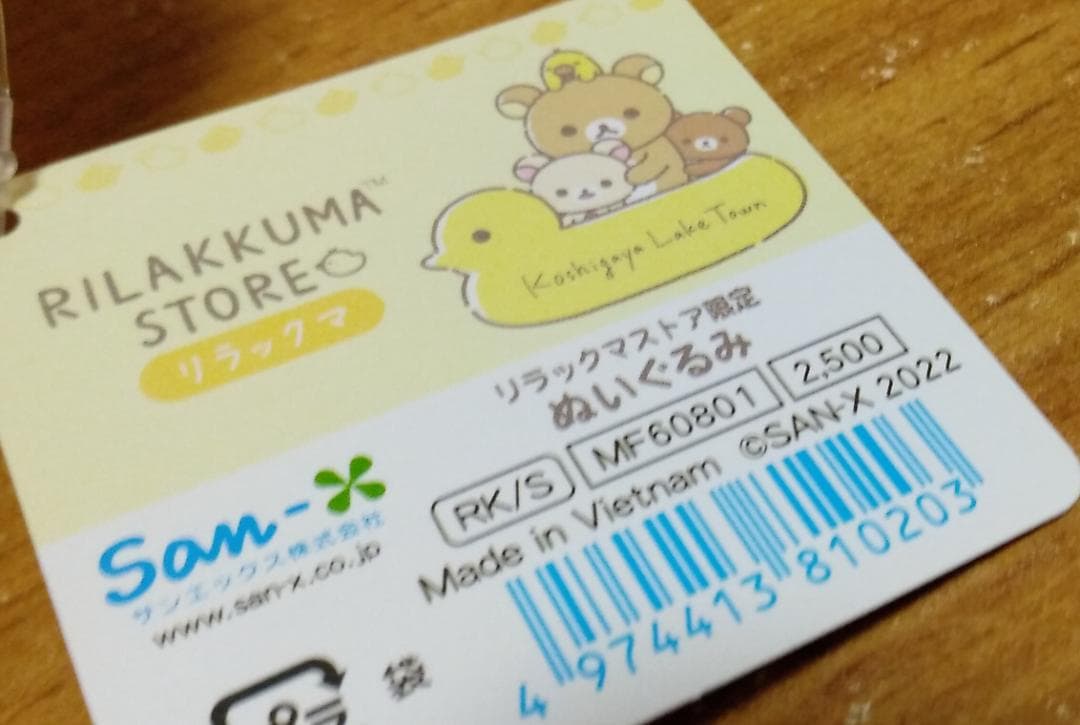 RILAKKUMA™
STORE
リラックマ
Koshigaya Lake Town
リラックマストア限定
ぬいぐるみ
RK/S MF60801 2,500
Made in Vietnam ©SAN-X 2022
San-X
サンエックス株式会社
www.san-x.co.jp
4 974413 810203
袋